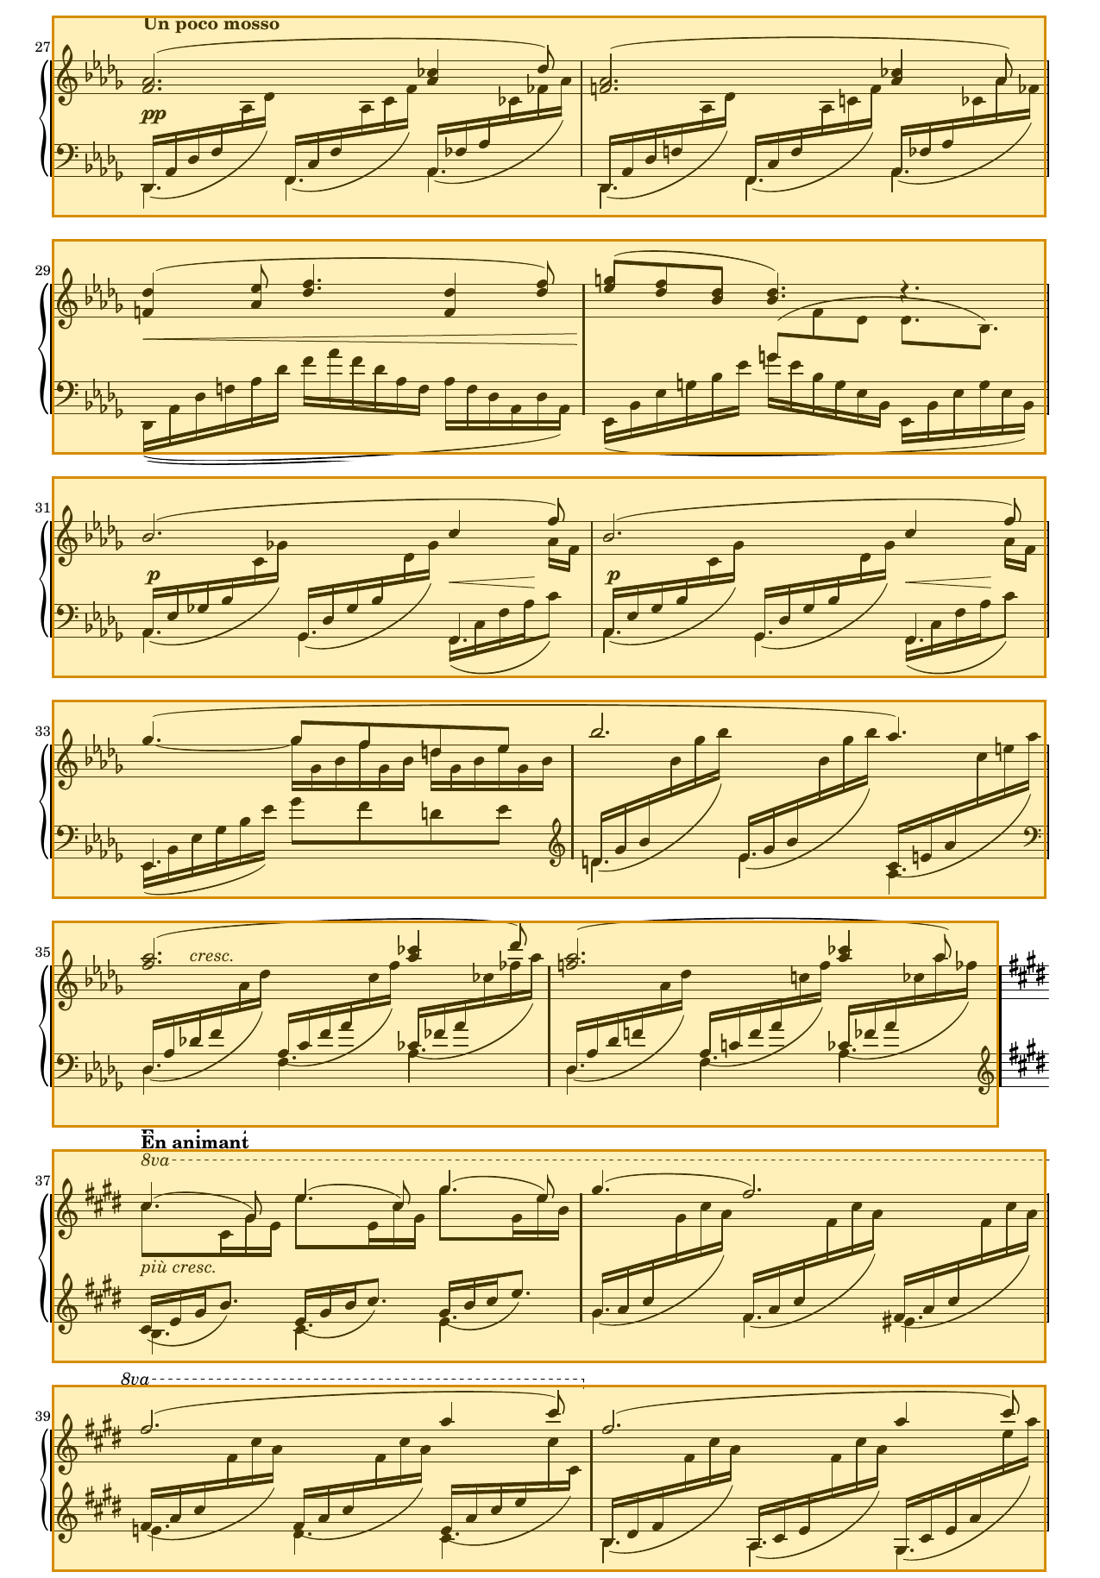 Un poco mosso
27
pp
29
31
p
p
33
35
cresc.
En animant
8va
37
più cresc.
8va
39